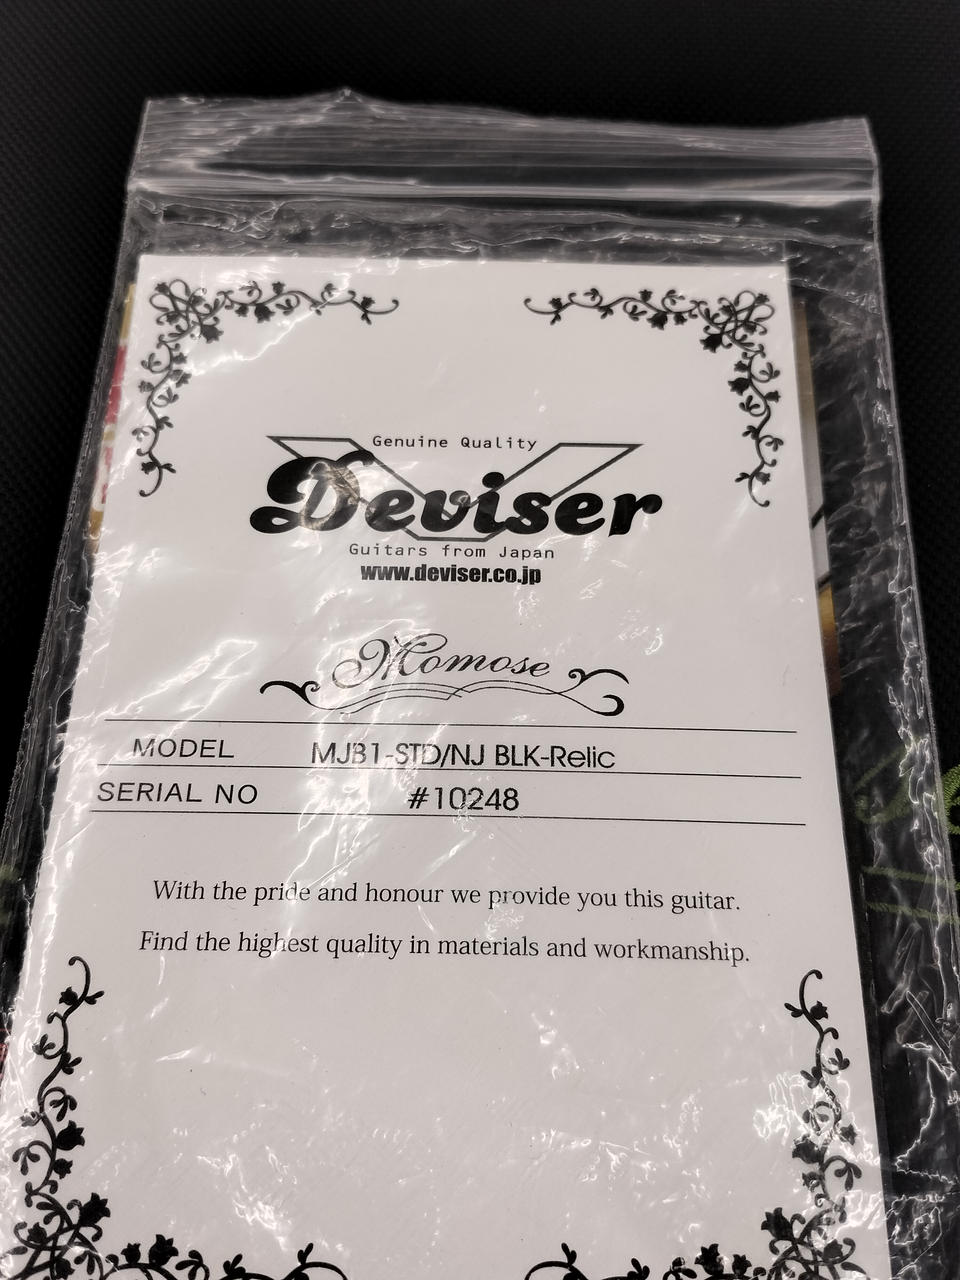 Genuine Quality
Deviser
Guitars from Japan
www.deviser.co.jp
Momose
MODEL MJB1-STD/NJ BLK-Relic
SERIAL NO #10248
With the pride and honour we provide you this guitar.
Find the highest quality in materials and workmanship.